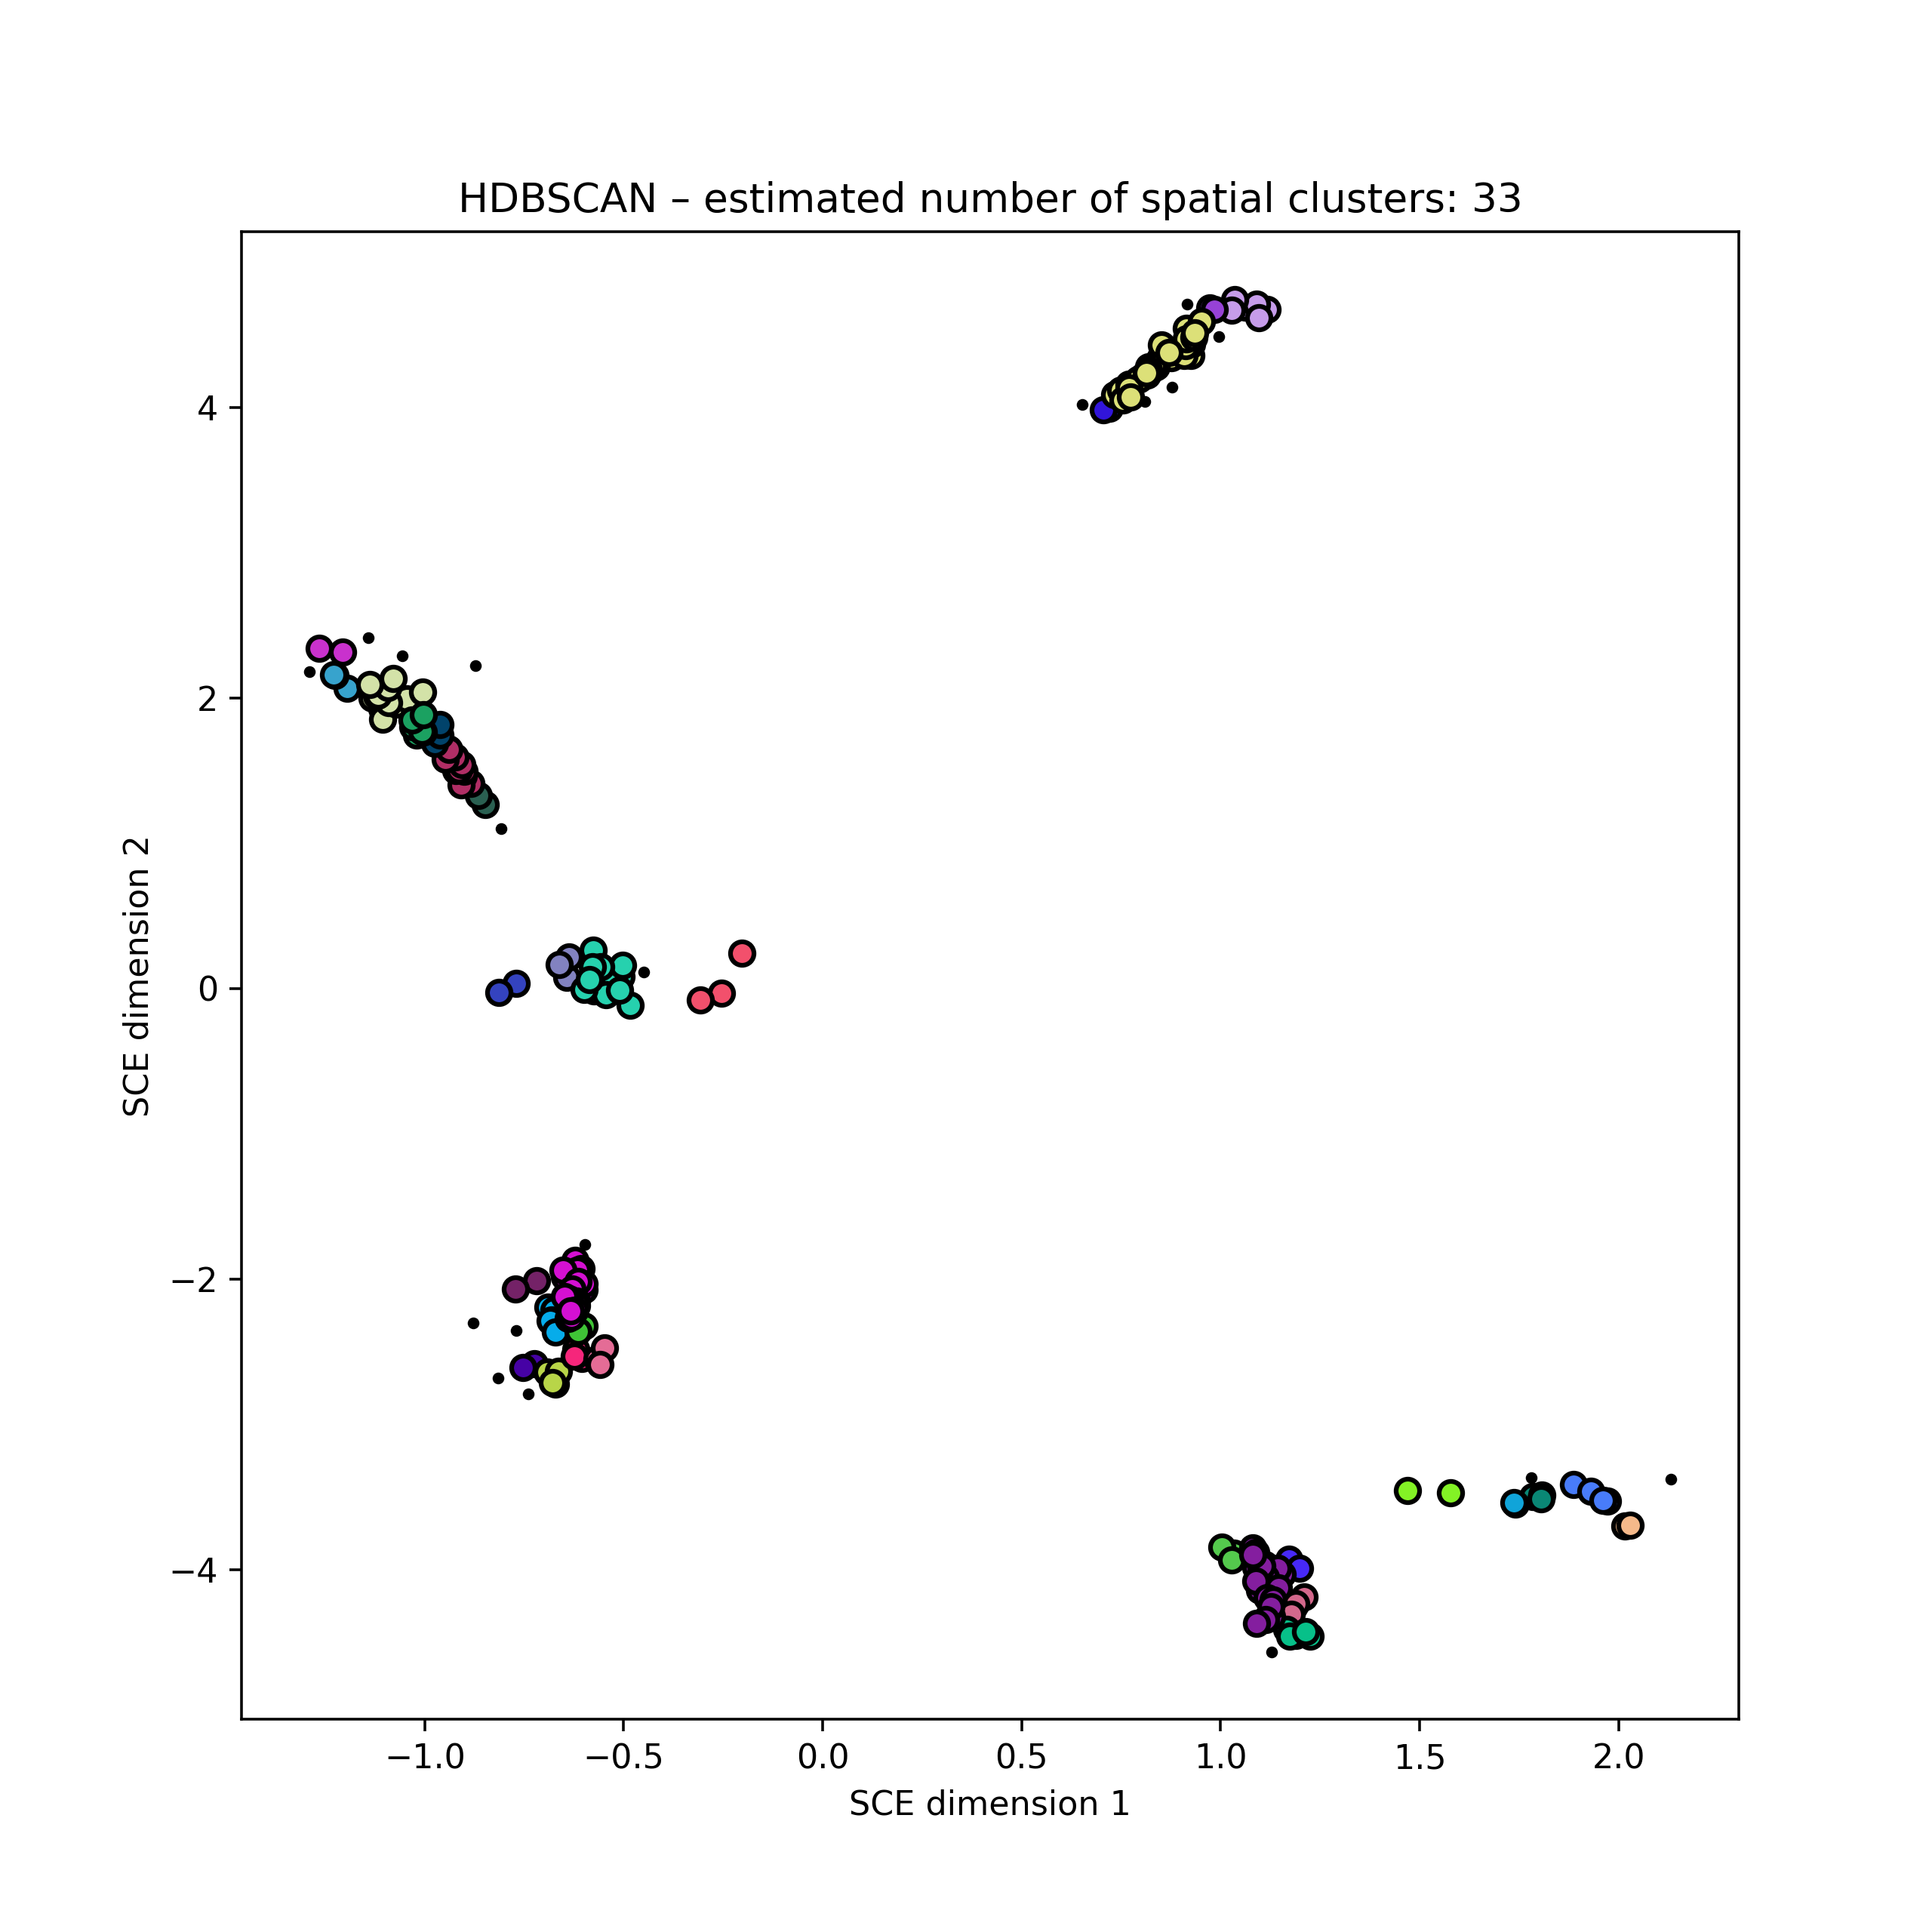 HDBSCAN – estimated number of spatial clusters: 33
4
2
0
−2
−4
SCE dimension 2
−1.0 −0.5 0.0 0.5 1.0 1.5 2.0
SCE dimension 1